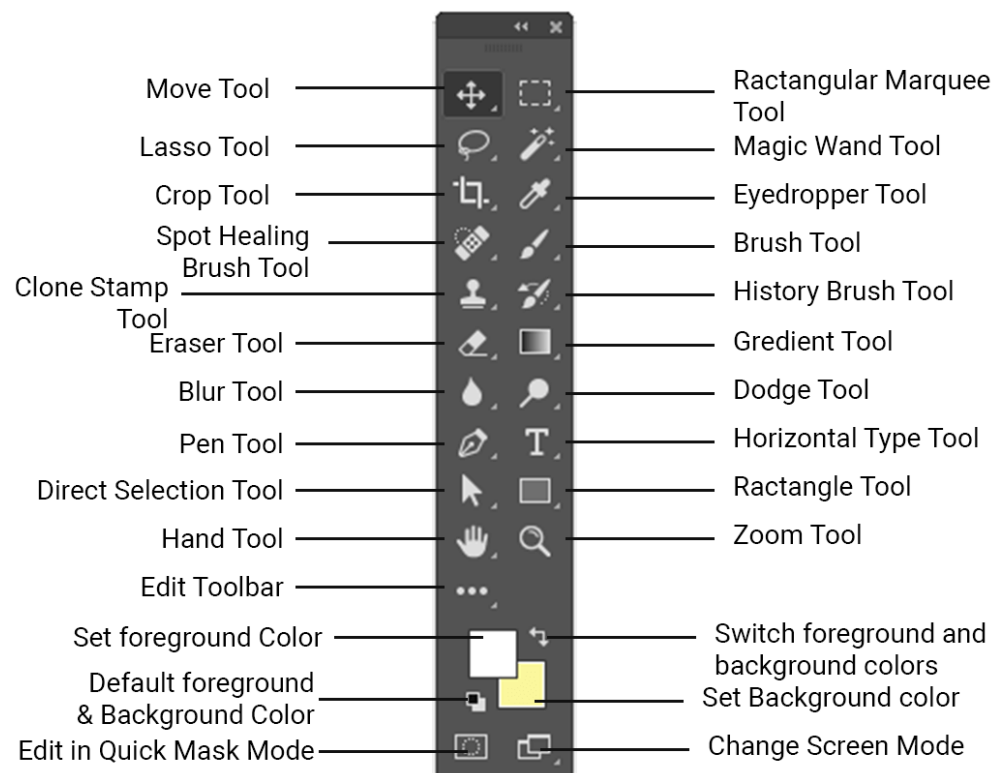 Move Tool
Ractangular Marquee
Tool
Lasso Tool
Magic Wand Tool
Crop Tool
Eyedropper Tool
Spot Healing
Brush Tool
Brush Tool
Clone Stamp
Tool
History Brush Tool
Eraser Tool
Gredient Tool
Blur Tool
Dodge Tool
Pen Tool
T
Horizontal Type Tool
Direct Selection Tool
Ractangle Tool
Hand Tool
Zoom Tool
Edit Toolbar
Set foreground Color
Switch foreground and
background colors
Default foreground
& Background Color
Set Background color
Edit in Quick Mask Mode
Change Screen Mode